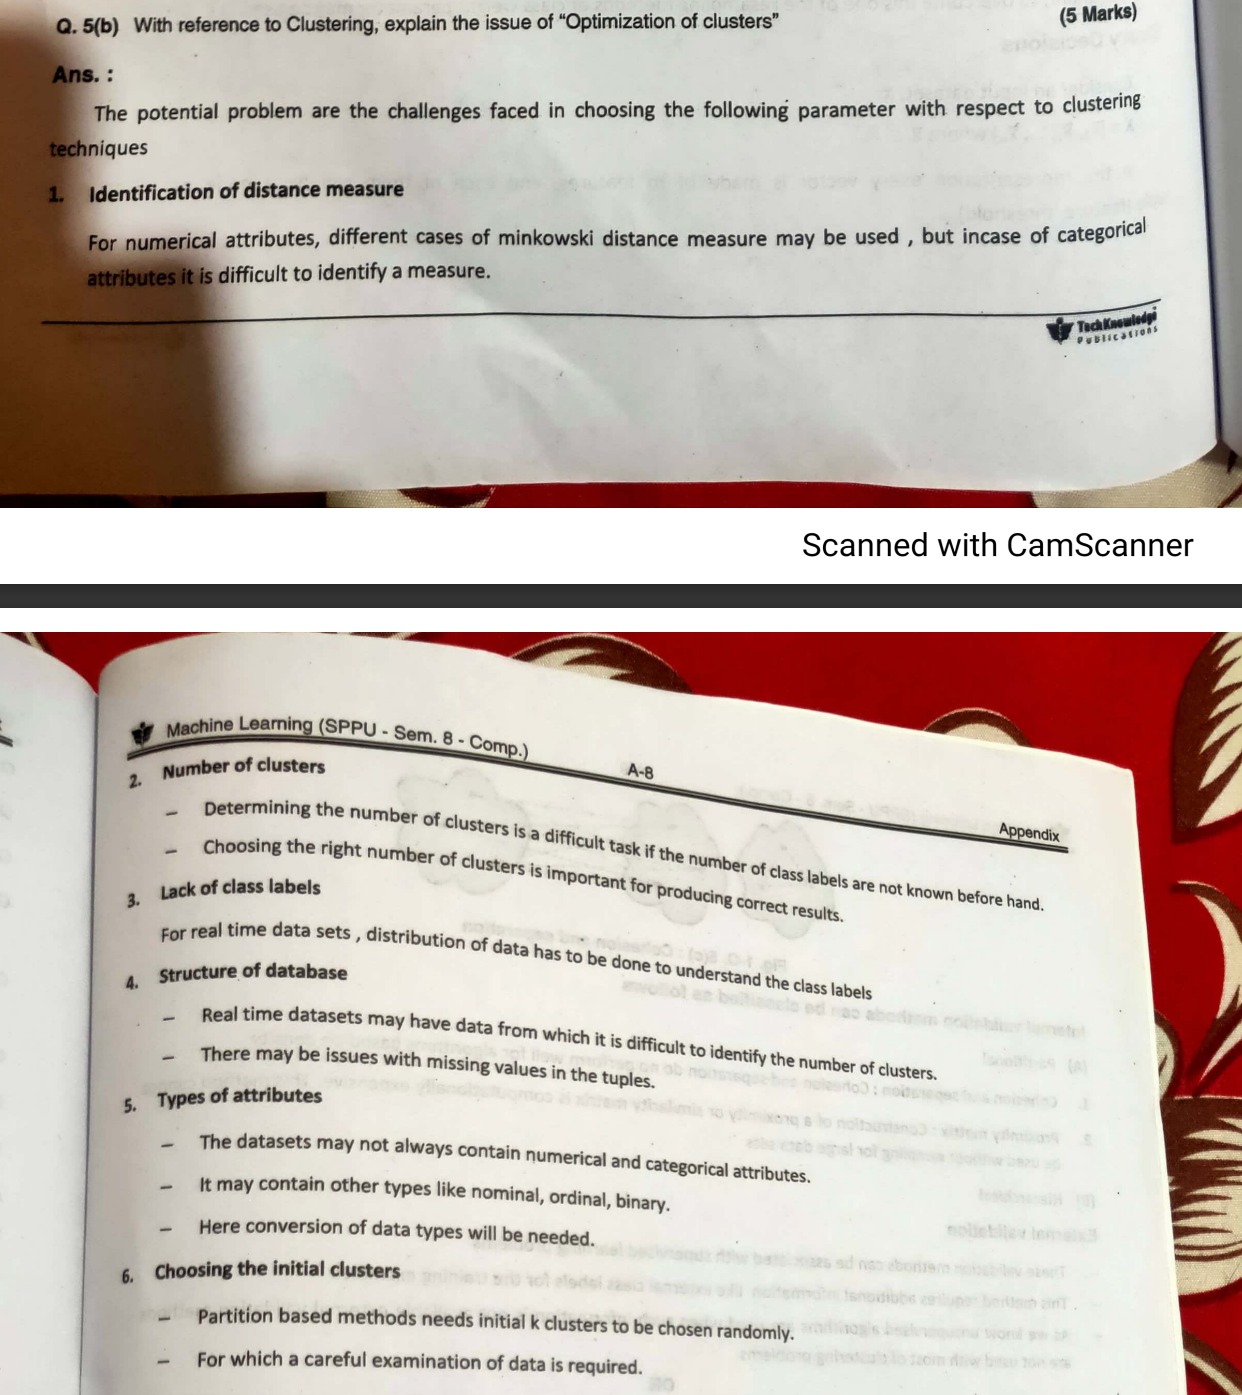 Q. 5(b) With reference to Clustering, explain the issue of “Optimization of clusters”
(5 Marks)
Ans. :
The potential problem are the challenges faced in choosing the following parameter with respect to clustering
techniques
1. Identification of distance measure
For numerical attributes, different cases of minkowski distance measure may be used , but incase of categorical
attributes it is difficult to identify a measure.
TechKnowledge
Publications
Scanned with CamScanner
Machine Learning (SPPU - Sem. 8 - Comp.)
A-8
Appendix
2. Number of clusters
– Determining the number of clusters is a difficult task if the number of class labels are not known before hand.
– Choosing the right number of clusters is important for producing correct results.
3. Lack of class labels
For real time data sets , distribution of data has to be done to understand the class labels
4. Structure of database
– Real time datasets may have data from which it is difficult to identify the number of clusters.
– There may be issues with missing values in the tuples.
5. Types of attributes
– The datasets may not always contain numerical and categorical attributes.
– It may contain other types like nominal, ordinal, binary.
– Here conversion of data types will be needed.
6. Choosing the initial clusters
– Partition based methods needs initial k clusters to be chosen randomly.
– For which a careful examination of data is required.